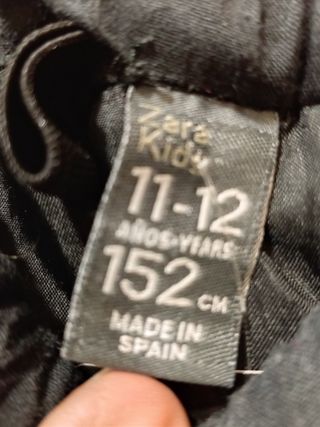 Zara
Kids
11-12
AÑOS-YEARS
152 CM
MADE IN
SPAIN